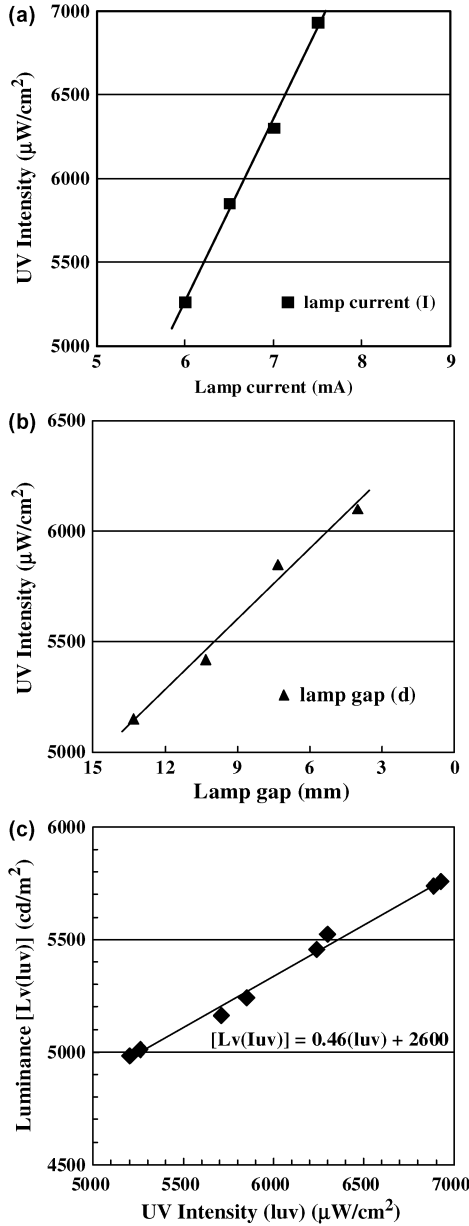 (a)
7000
6500
6000
5500
5000
UV Intensity (μW/cm²)
lamp current (I)
5 6 7 8 9
Lamp current (mA)
(b)
6500
6000
5500
5000
UV Intensity (μW/cm²)
lamp gap (d)
15 12 9 6 3 0
Lamp gap (mm)
(c)
6000
5500
5000
4500
Luminance [Lv(Iuv)] (cd/m²)
[Lv(Iuv)] = 0.46(Iuv) + 2600
5000 5500 6000 6500 7000
UV Intensity (Iuv) (μW/cm²)